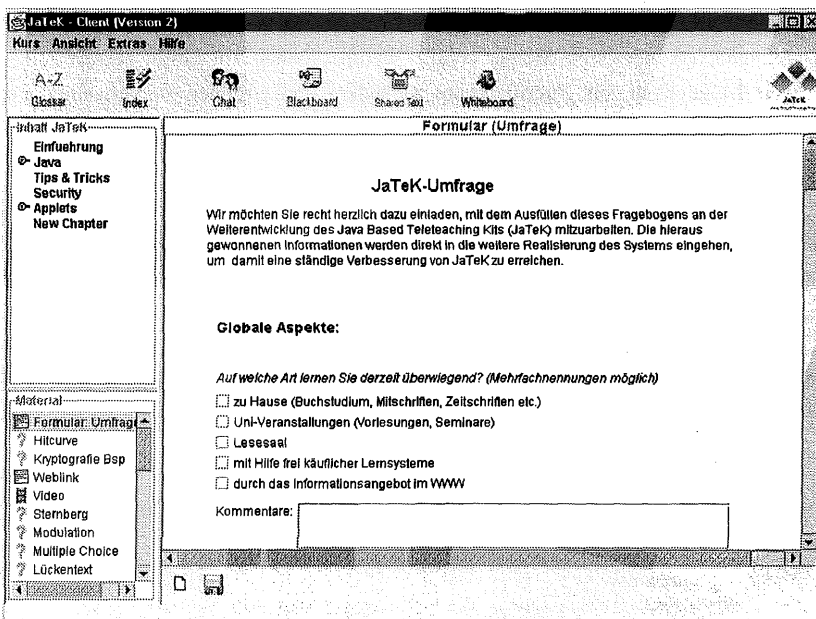 JaTeK - Client (Version 2)
Kurs Ansicht Extras Hilfe
A-Z
Glossar Index Chat Blackboard Shared Text Whiteboard
JaTeK
Inhalt JaTeK
Einfuehrung
Java
Tips & Tricks
Security
Applets
New Chapter
Material
Formular: Umfrag
Hitcurve
Kryptografie Bsp
Weblink
Video
Sternberg
Modulation
Multiple Choice
Lückentext
Formular (Umfrage)
JaTeK-Umfrage
Wir möchten Sie recht herzlich dazu einladen, mit dem Ausfüllen dieses Fragebogens an der
Weiterentwicklung des Java Based Teleteaching Kits (JaTeK) mitzuarbeiten. Die hieraus
gewonnenen Informationen werden direkt in die weitere Realisierung des Systems eingehen,
um damit eine ständige Verbesserung von JaTeK zu erreichen.
Globale Aspekte:
Auf welche Art lernen Sie derzeit überwiegend? (Mehrfachnennungen möglich)
zu Hause (Buchstudium, Mitschriften, Zeitschriften etc.)
Uni-Veranstaltungen (Vorlesungen, Seminare)
Lesesaal
mit Hilfe frei käuflicher Lernsysteme
durch das Informationsangebot im WWW
Kommentare: